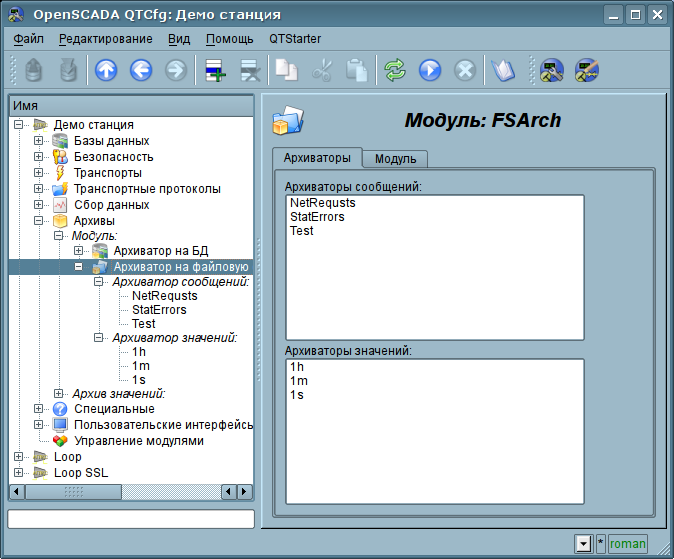 OpenSCADA QTCfg: Демо станция
Файл Редактирование Вид Помощь QTStarter
Имя
Демо станция
Базы данных
Безопасность
Транспорты
Транспортные протоколы
Сбор данных
Архивы
Модуль:
Архиватор на БД
Архиватор на файловую
Архиватор сообщений:
NetRequsts
StatErrors
Test
Архиватор значений:
1h
1m
1s
Архив значений:
Специальные
Пользовательские интерфейсь
Управление модулями
Loop
Loop SSL
Модуль: FSArch
Архиваторы Модуль
Архиваторы сообщений:
NetRequsts
StatErrors
Test
Архиваторы значений:
1h
1m
1s
* roman